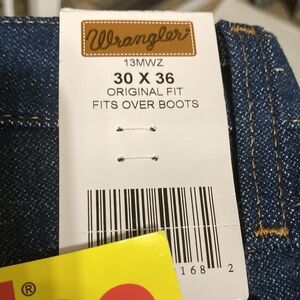 Wrangler
13MWZ
30 X 36
ORIGINAL FIT
FITS OVER BOOTS
168 2
®